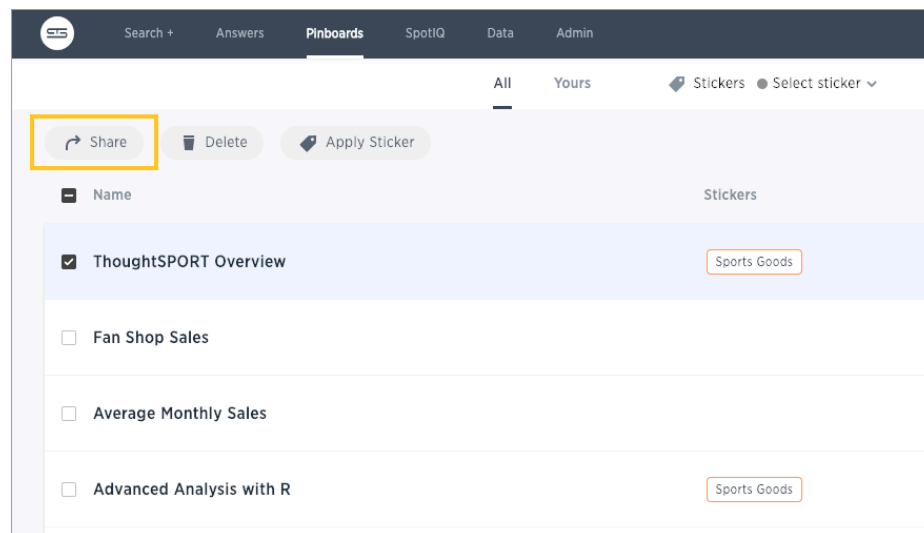 Search + Answers Pinboards SpotIQ Data Admin
All Yours Stickers Select sticker
Share Delete Apply Sticker
Name Stickers
ThoughtSPORT Overview Sports Goods
Fan Shop Sales
Average Monthly Sales
Advanced Analysis with R Sports Goods